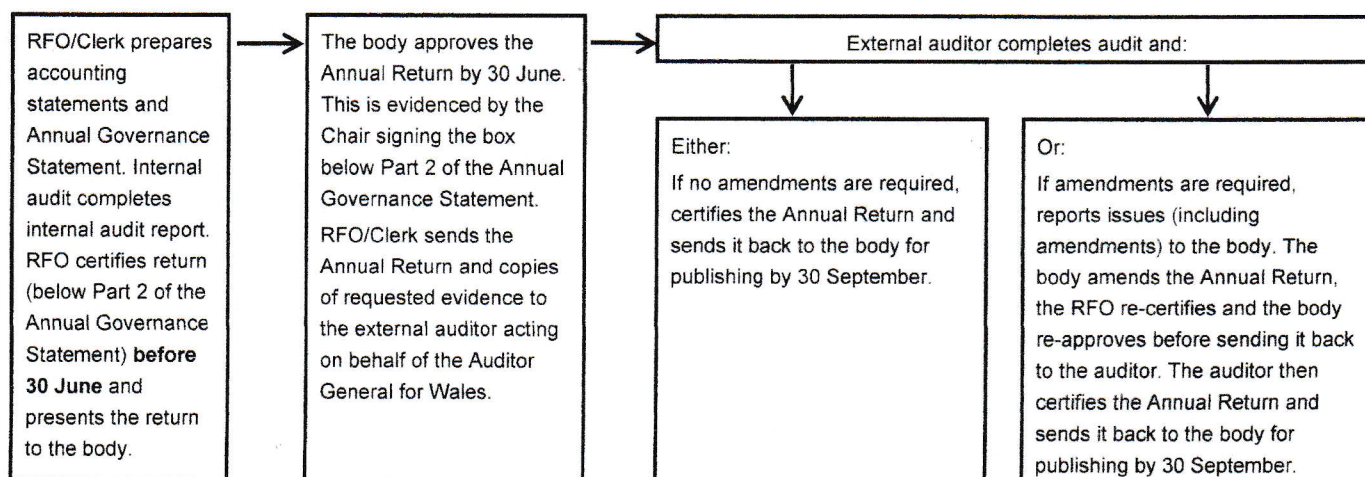 RFO/Clerk prepares
accounting
statements and
Annual Governance
Statement. Internal
audit completes
internal audit report.
RFO certifies return
(below Part 2 of the
Annual Governance
Statement) before
30 June and
presents the return
to the body.
The body approves the
Annual Return by 30 June.
This is evidenced by the
Chair signing the box
below Part 2 of the Annual
Governance Statement.
RFO/Clerk sends the
Annual Return and copies
of requested evidence to
the external auditor acting
on behalf of the Auditor
General for Wales.
External auditor completes audit and:
Either:
If no amendments are required,
certifies the Annual Return and
sends it back to the body for
publishing by 30 September.
Or:
If amendments are required,
reports issues (including
amendments) to the body. The
body amends the Annual Return,
the RFO re-certifies and the body
re-approves before sending it back
to the auditor. The auditor then
certifies the Annual Return and
sends it back to the body for
publishing by 30 September.